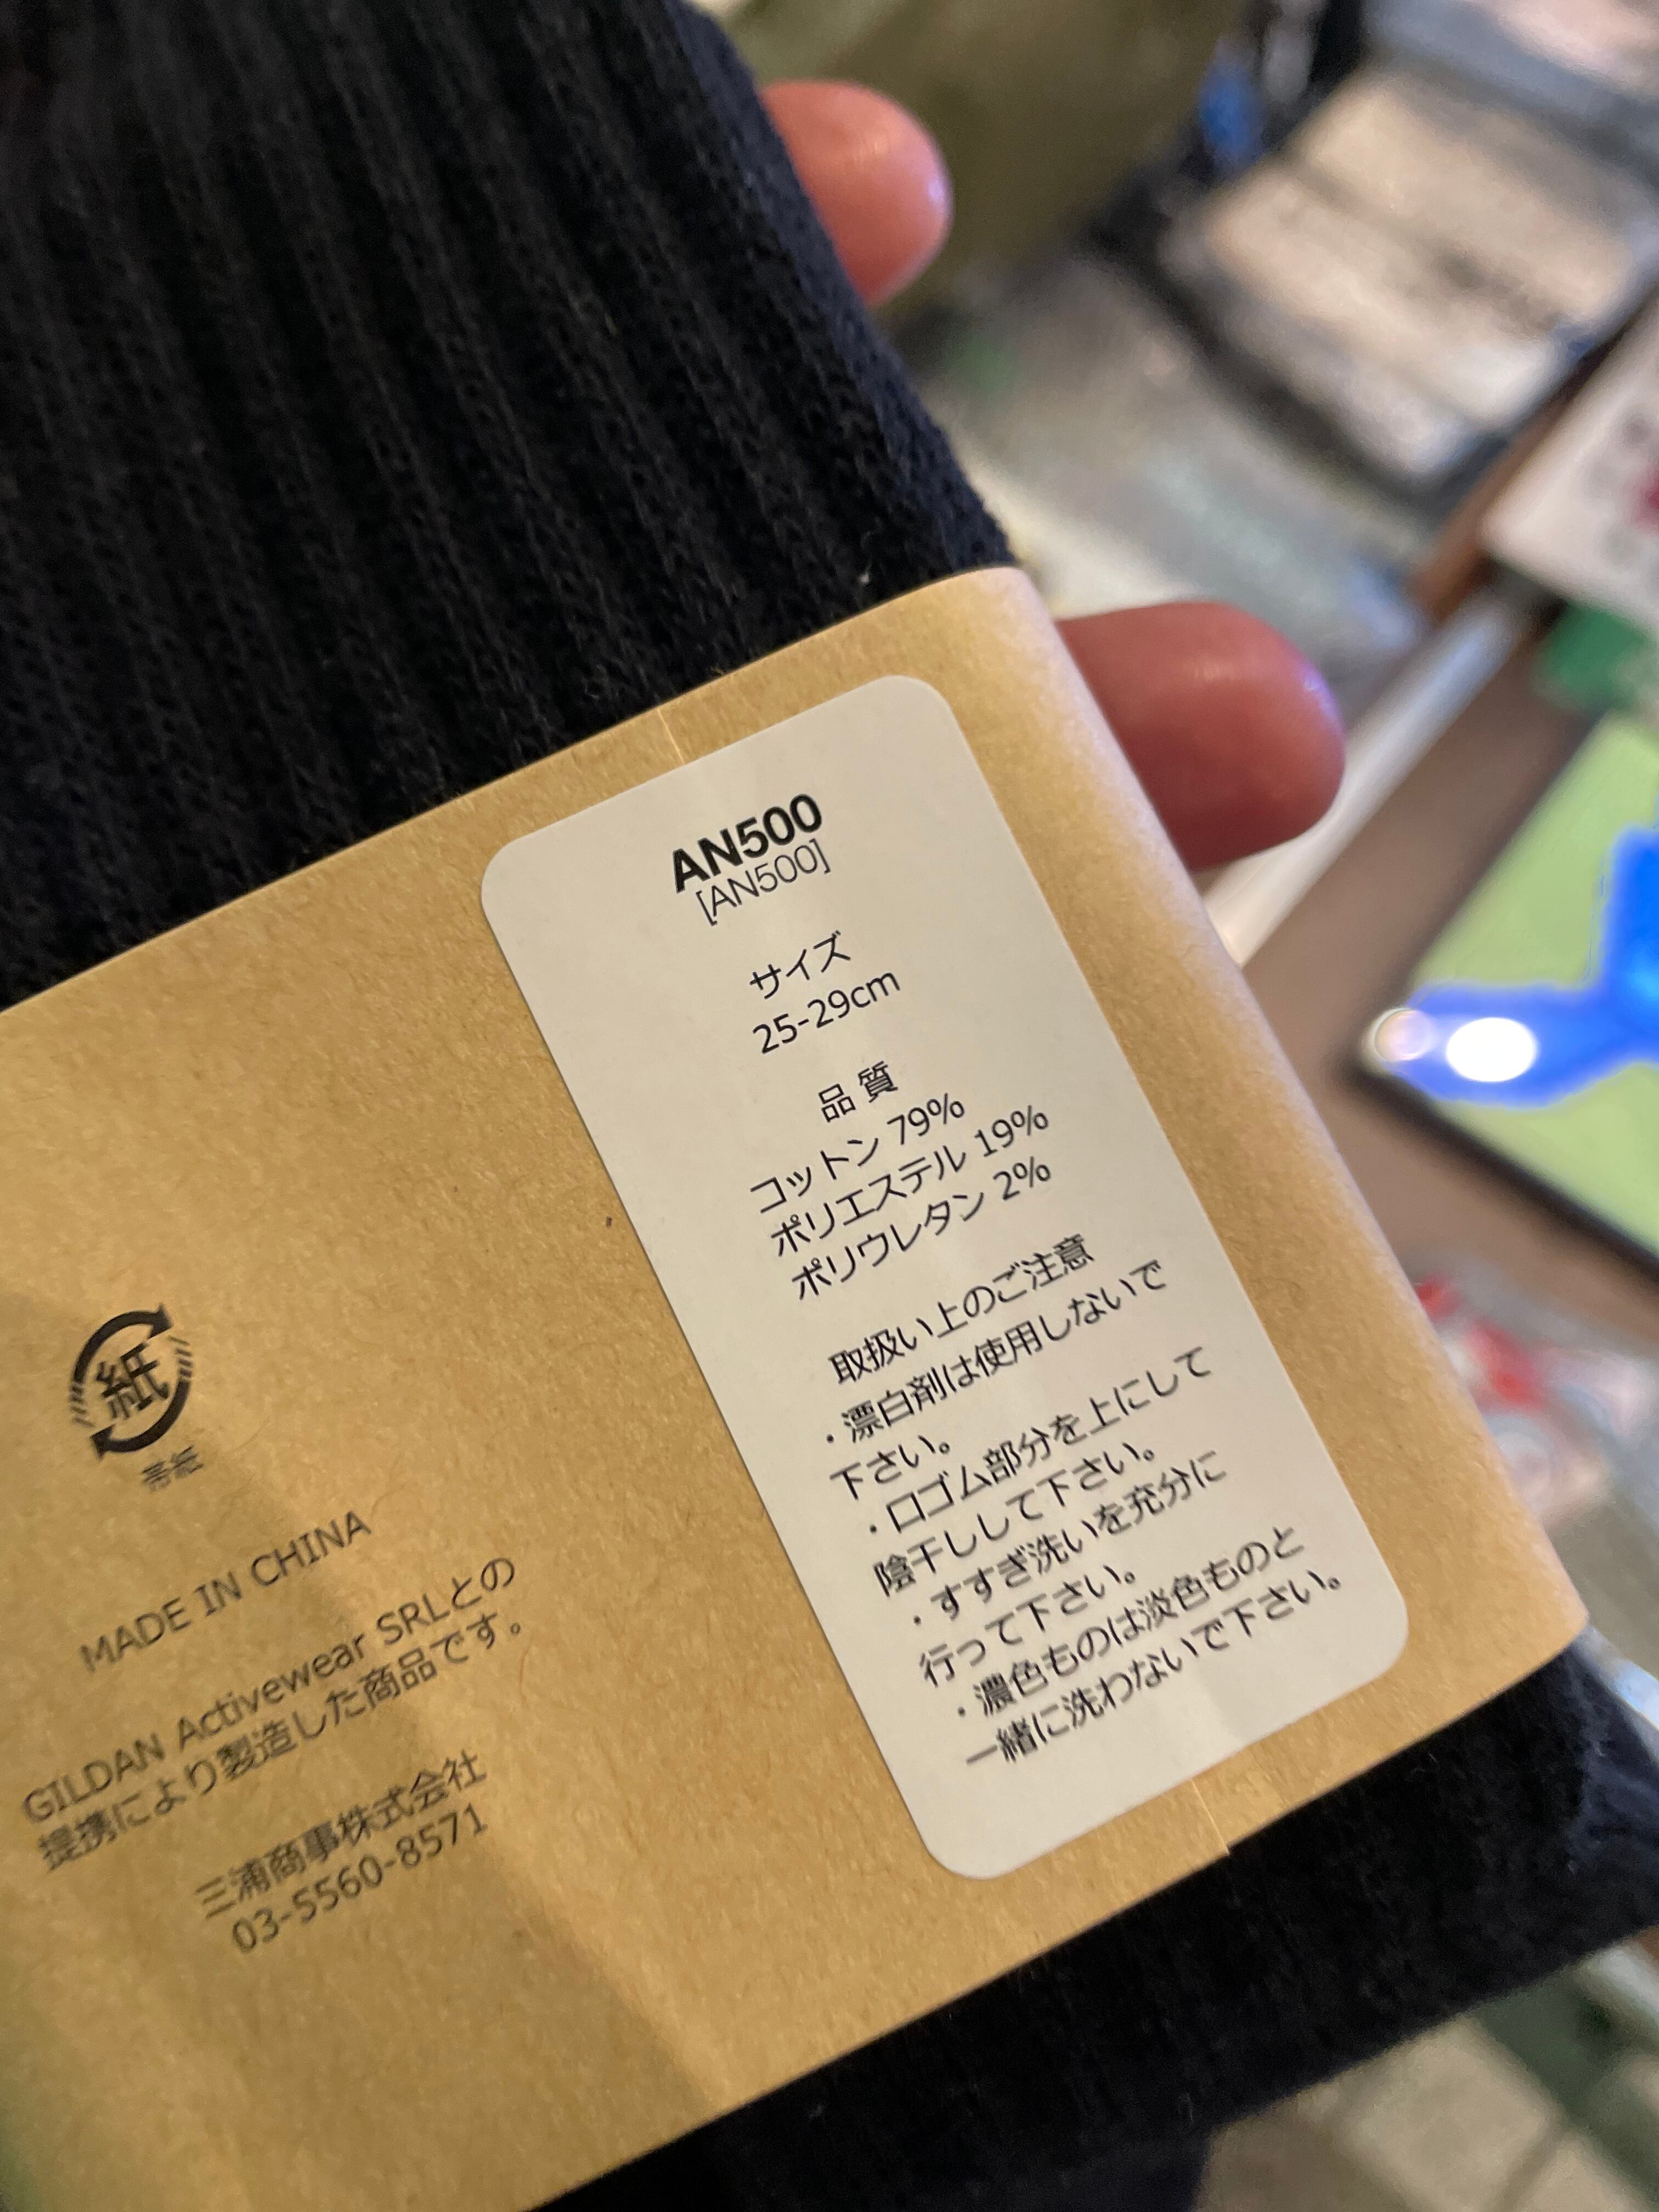 AN500
[AN500]
サイズ
25-29cm
品質
コットン 79%
ポリエステル 19%
ポリウレタン 2%
取扱い上のご注意
・漂白剤は使用しないで
下さい。
・口ゴム部分を上にして
陰干しして下さい。
・すすぎ洗いを充分に
行って下さい。
・濃色ものは淡色ものと
一緒に洗わないで下さい。
紙
帯紙
MADE IN CHINA
GILDAN Activewear SRLとの
提携により製造した商品です。
三浦商事株式会社
03-5560-8571